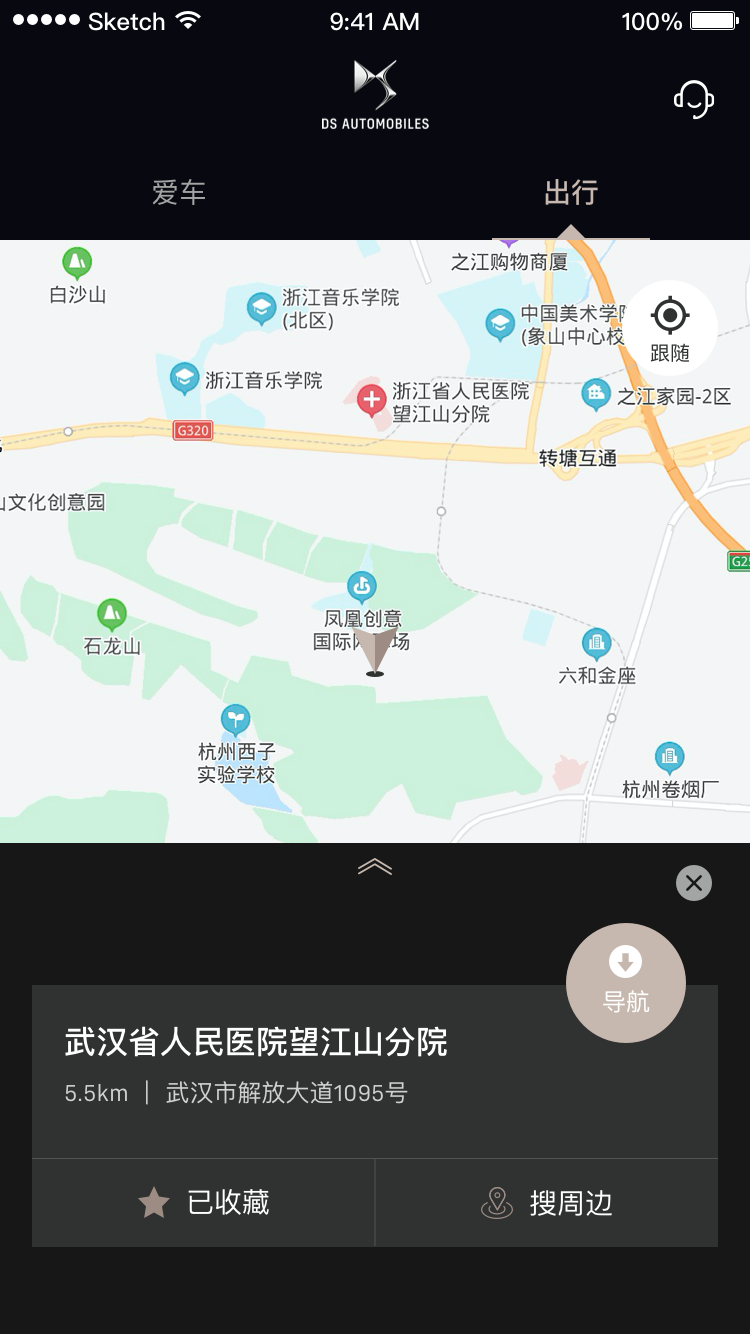 Sketch
9:41 AM
100%
DS AUTOMOBILES
爱车
出行
之江购物商厦
白沙山
浙江音乐学院
(北区)
中国美术学
(象山中心校
跟随
浙江音乐学院
浙江省人民医院
望江山分院
之江家园-2区
G320
转塘互通
山文化创意园
G25
凤凰创意
国际
场
石龙山
六和金座
杭州西子
实验学校
杭州卷烟厂
导航
武汉省人民医院望江山分院
5.5km | 武汉市解放大道1095号
已收藏
搜周边